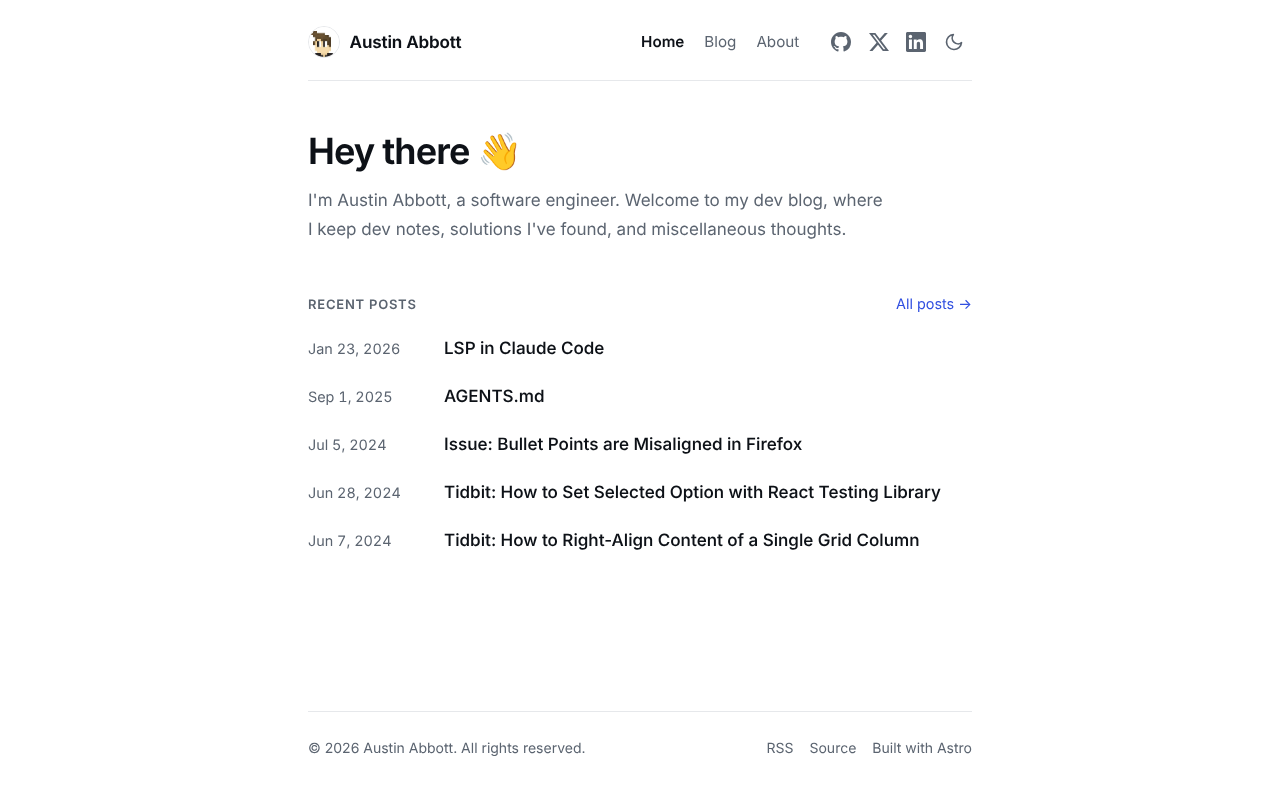 Austin Abbott
Home Blog About
Hey there 👋
I'm Austin Abbott, a software engineer. Welcome to my dev blog, where
I keep dev notes, solutions I've found, and miscellaneous thoughts.
RECENT POSTS
All posts →
Jan 23, 2026 LSP in Claude Code
Sep 1, 2025 AGENTS.md
Jul 5, 2024 Issue: Bullet Points are Misaligned in Firefox
Jun 28, 2024 Tidbit: How to Set Selected Option with React Testing Library
Jun 7, 2024 Tidbit: How to Right-Align Content of a Single Grid Column
© 2026 Austin Abbott. All rights reserved.
RSS Source Built with Astro